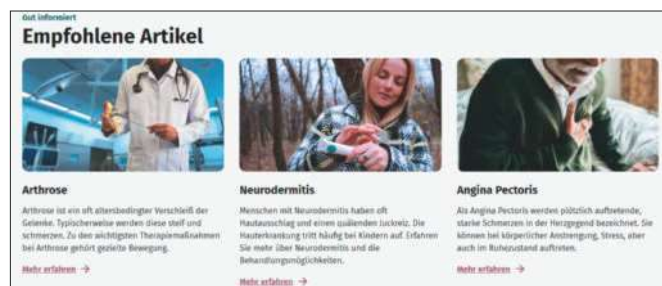 Gut informiert
Empfohlene Artikel
Arthrose
Arthrose ist ein oft altersbedingter Verschleiß der
Gelenke. Typischerweise werden diese steif und
schmerzen. Zu den wichtigsten Therapiemaßnahmen
bei Arthrose gehört gezielte Bewegung.
Mehr erfahren →
Neurodermitis
Menschen mit Neurodermitis haben oft
Hautausschlag und einen quälenden Juckreiz. Die
Hauterkrankung tritt häufig bei Kindern auf. Erfahren
Sie mehr über Neurodermitis und die
Behandlungsmöglichkeiten.
Mehr erfahren →
Angina Pectoris
Als Angina Pectoris werden plötzlich auftretende,
starke Schmerzen in der Herzgegend bezeichnet. Sie
können bei körperlicher Anstrengung, Stress, aber
auch im Ruhezustand auftreten.
Mehr erfahren →